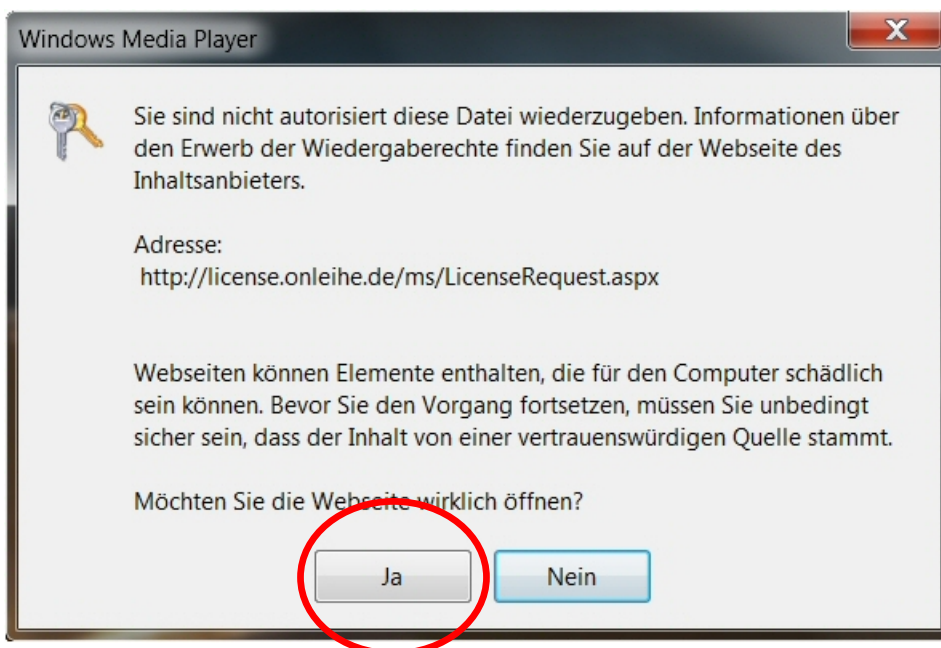 Windows Media Player
X
Sie sind nicht autorisiert diese Datei wiederzugeben. Informationen über
den Erwerb der Wiedergaberechte finden Sie auf der Webseite des
Inhaltsanbieters.
Adresse:
http://license.onleihe.de/ms/LicenseRequest.aspx
Webseiten können Elemente enthalten, die für den Computer schädlich
sein können. Bevor Sie den Vorgang fortsetzen, müssen Sie unbedingt
sicher sein, dass der Inhalt von einer vertrauenswürdigen Quelle stammt.
Möchten Sie die Webseite wirklich öffnen?
Ja
Nein